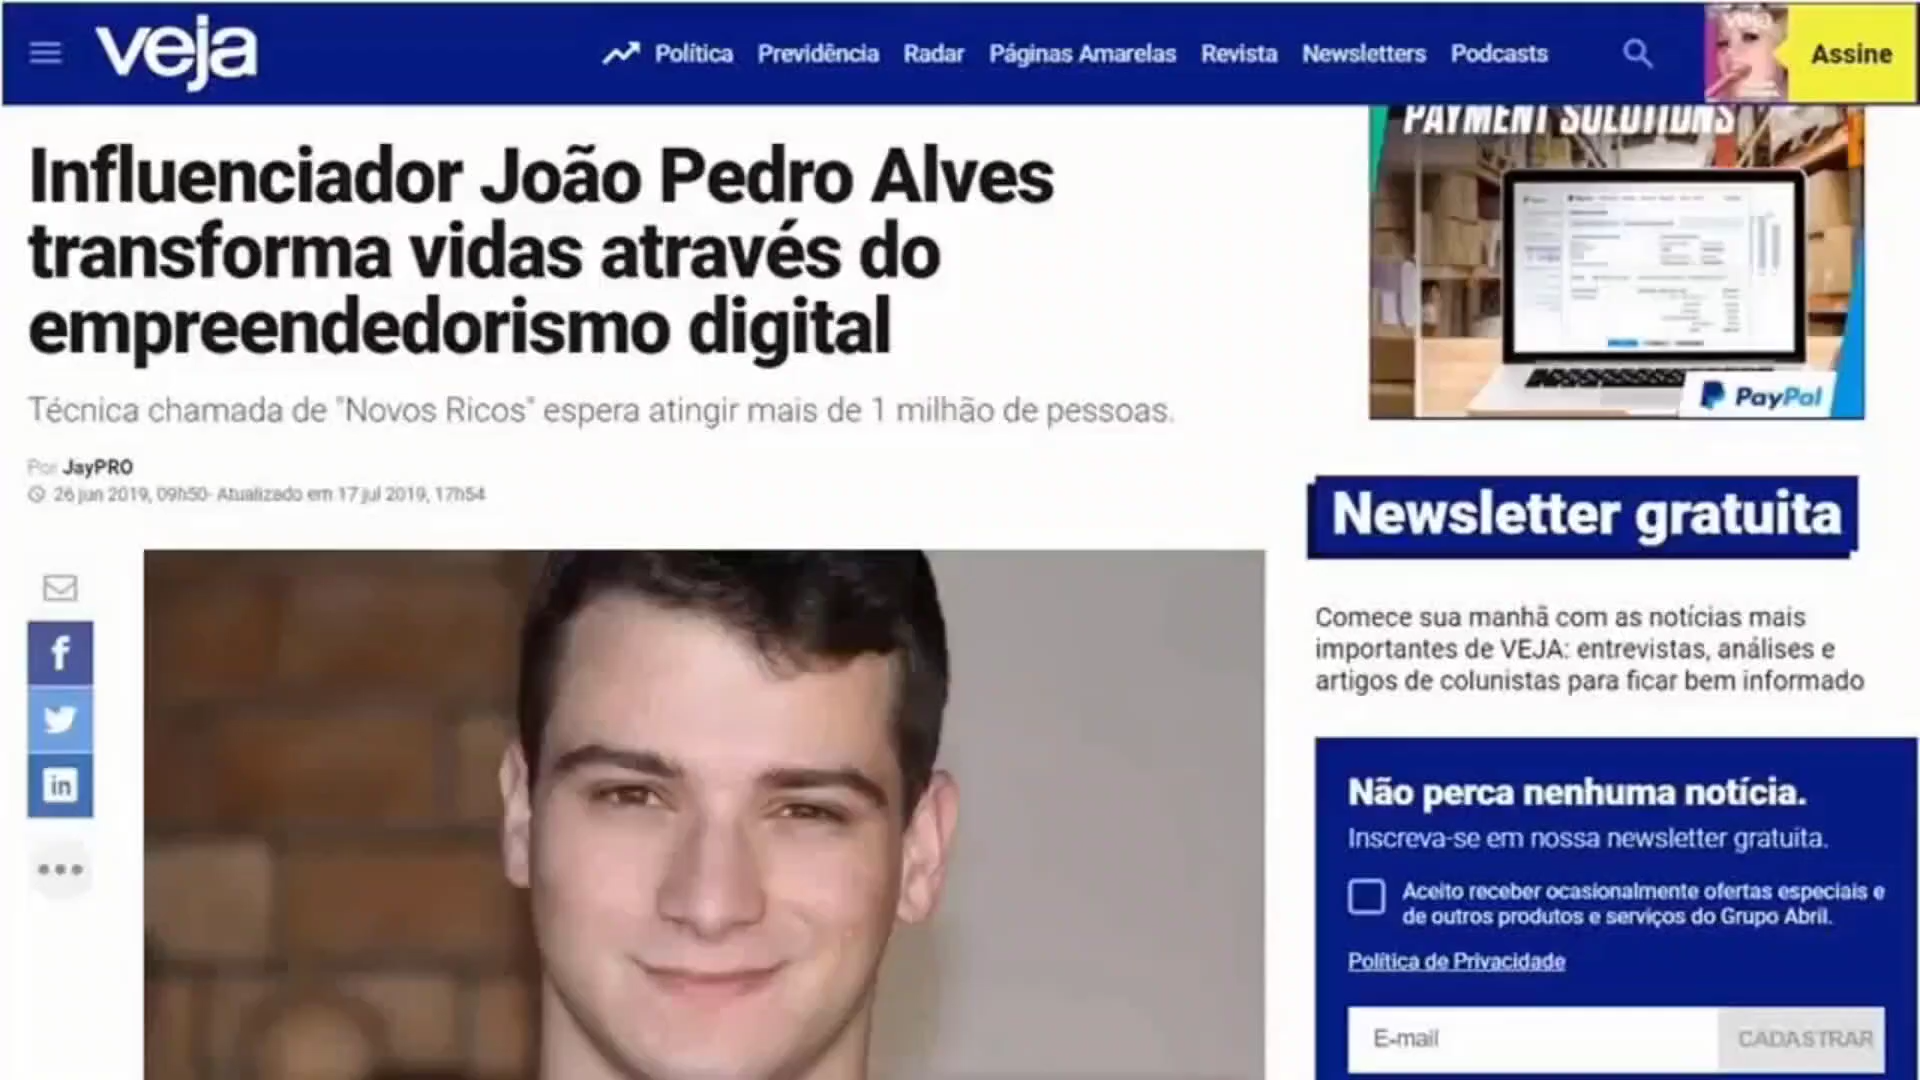 veja
Política Previdência Radar Páginas Amarelas Revista Newsletters Podcasts
veja
Assine
PAYMENT SOLUTIONS
PayPal
Influenciador João Pedro Alves
transforma vidas através do
empreendedorismo digital
Técnica chamada de "Novos Ricos" espera atingir mais de 1 milhão de pessoas.
Por JayPRO
26 jun 2019, 09h50- Atualizado em 17 jul 2019, 17h54
f
in
Newsletter gratuita
Comece sua manhã com as notícias mais
importantes de VEJA: entrevistas, análises e
artigos de colunistas para ficar bem informado
Não perca nenhuma notícia.
Inscreva-se em nossa newsletter gratuita.
Aceito receber ocasionalmente ofertas especiais e
de outros produtos e serviços do Grupo Abril.
Política de Privacidade
E-mail
CADASTRAR